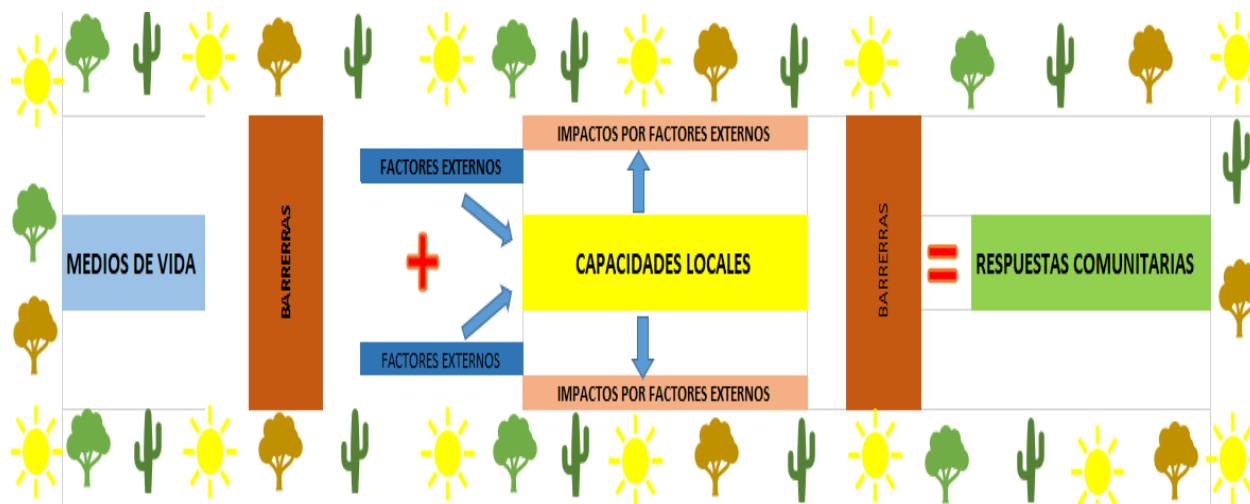 IMPACTOS POR FACTORES EXTERNOS
FACTORES EXTERNOS
MEDIOS DE VIDA
BARRERRAS
+
CAPACIDADES LOCALES
BARRERRAS
=
RESPUESTAS COMUNITARIAS
FACTORES EXTERNOS
IMPACTOS POR FACTORES EXTERNOS